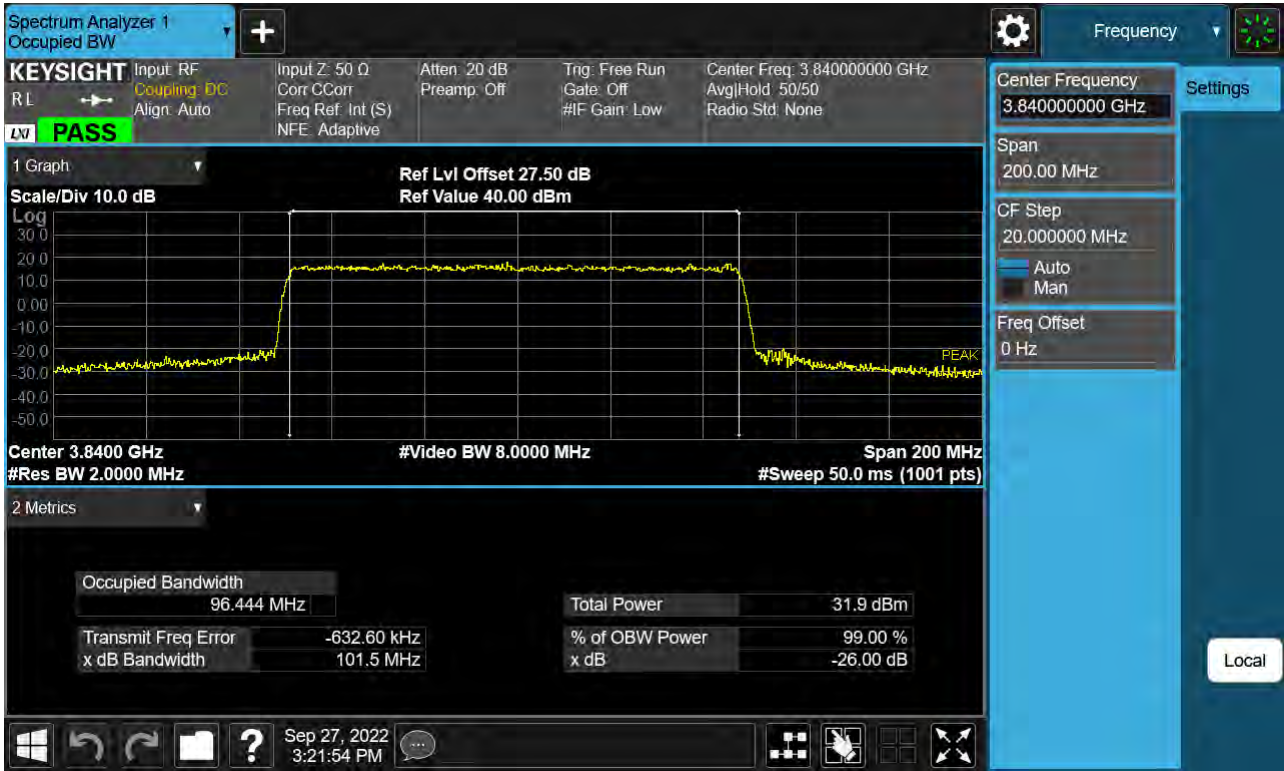 Spectrum Analyzer 1
Occupied BW
+
Frequency
KEYSIGHT
Input: RF
Coupling: DC
Align: Auto
Input Z: 50 Ω
Corr CCorr
Freq Ref: Int (S)
NFE: Adaptive
Atten: 20 dB
Preamp: Off
Trig: Free Run
Gate: Off
#IF Gain: Low
Center Freq: 3.840000000 GHz
Avg|Hold: 50/50
Radio Std: None
RL
LXI
PASS
Center Frequency
3.840000000 GHz
Settings
Span
200.00 MHz
CF Step
20.000000 MHz
Auto
Man
Freq Offset
0 Hz
Local
1 Graph
Scale/Div 10.0 dB
Ref Lvl Offset 27.50 dB
Ref Value 40.00 dBm
Log
30.0
20.0
10.0
0.00
-10.0
-20.0
-30.0
-40.0
-50.0
PEAK
Center 3.8400 GHz
#Video BW 8.0000 MHz
Span 200 MHz
#Res BW 2.0000 MHz
#Sweep 50.0 ms (1001 pts)
2 Metrics
Occupied Bandwidth
96.444 MHz
Total Power 31.9 dBm
Transmit Freq Error -632.60 kHz
% of OBW Power 99.00 %
x dB Bandwidth 101.5 MHz
x dB -26.00 dB
?
Sep 27, 2022
3:21:54 PM